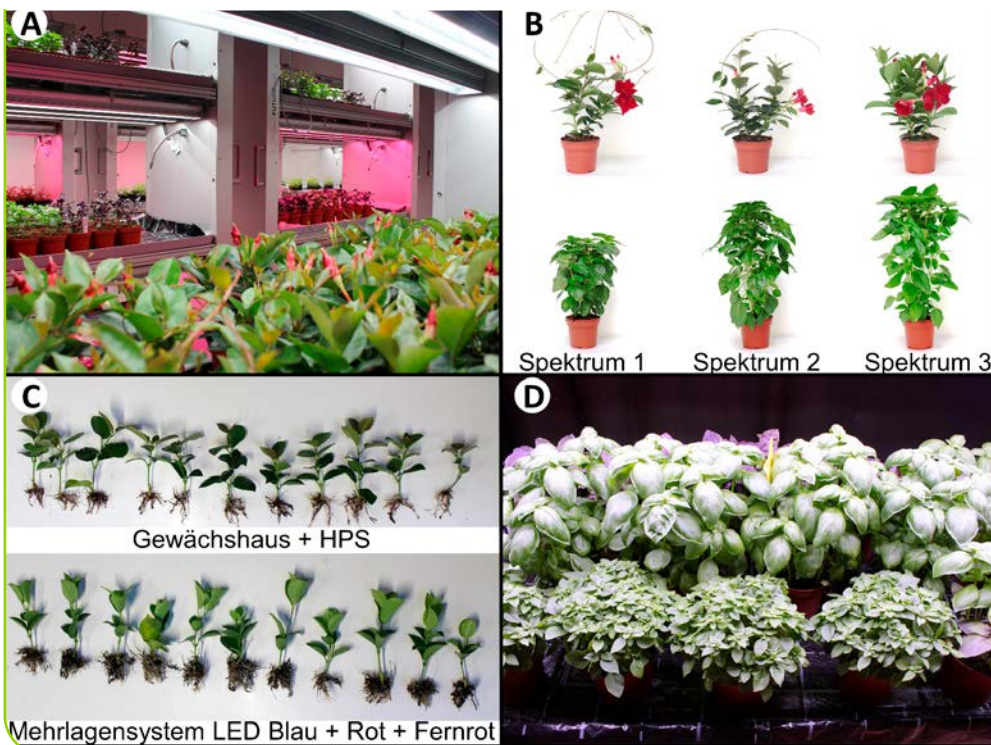 A
B
Spektrum 1 Spektrum 2 Spektrum 3
C
Gewächshaus + HPS
Mehrlagensystem LED Blau + Rot + Fernrot
D